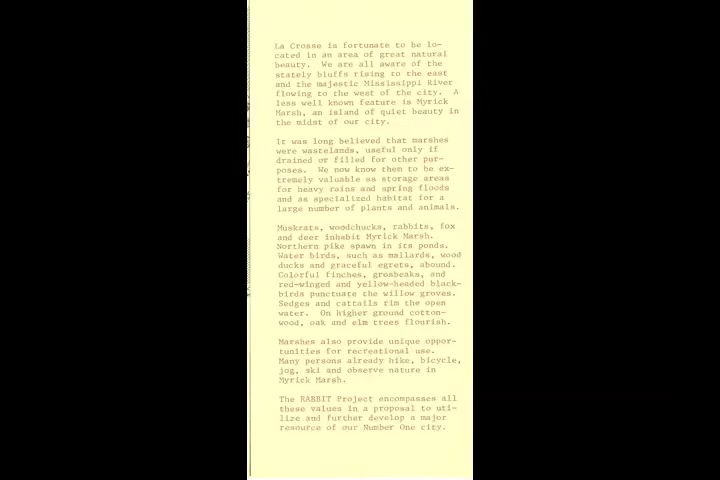 La Crosse is fortunate to be lo-
cated in an area of great natural
beauty.  We are all aware of the
stately bluffs rising to the east
and the majestic Mississippi River
flowing to the west of the city.  A
less well known feature is Myrick
Marsh, an island of quiet beauty in
the midst of our city.

It was long believed that marshes
were wastelands, useful only if
drained or filled for other pur-
poses.  We now know them to be ex-
tremely valuable as storage areas
for heavy rains and spring floods
and as specialized habitat for a
large number of plants and animals.

Muskrats, woodchucks, rabbits, fox
and deer inhabit Myrick Marsh.
Northern pike spawn in its ponds.
Water birds, such as mallards, wood
ducks and graceful egrets, abound.
Colorful finches, grosbeaks, and
red-winged and yellow-headed black-
birds punctuate the willow groves.
Sedges and cattails rim the open
water.  On higher ground cotton-
wood, oak and elm trees flourish.

Marshes also provide unique oppor-
tunities for recreational use.
Many persons already hike, bicycle,
jog, ski and observe nature in
Myrick Marsh.

The RABBIT Project encompasses all
these values in a proposal to uti-
lize and further develop a major
resource of our Number One city.